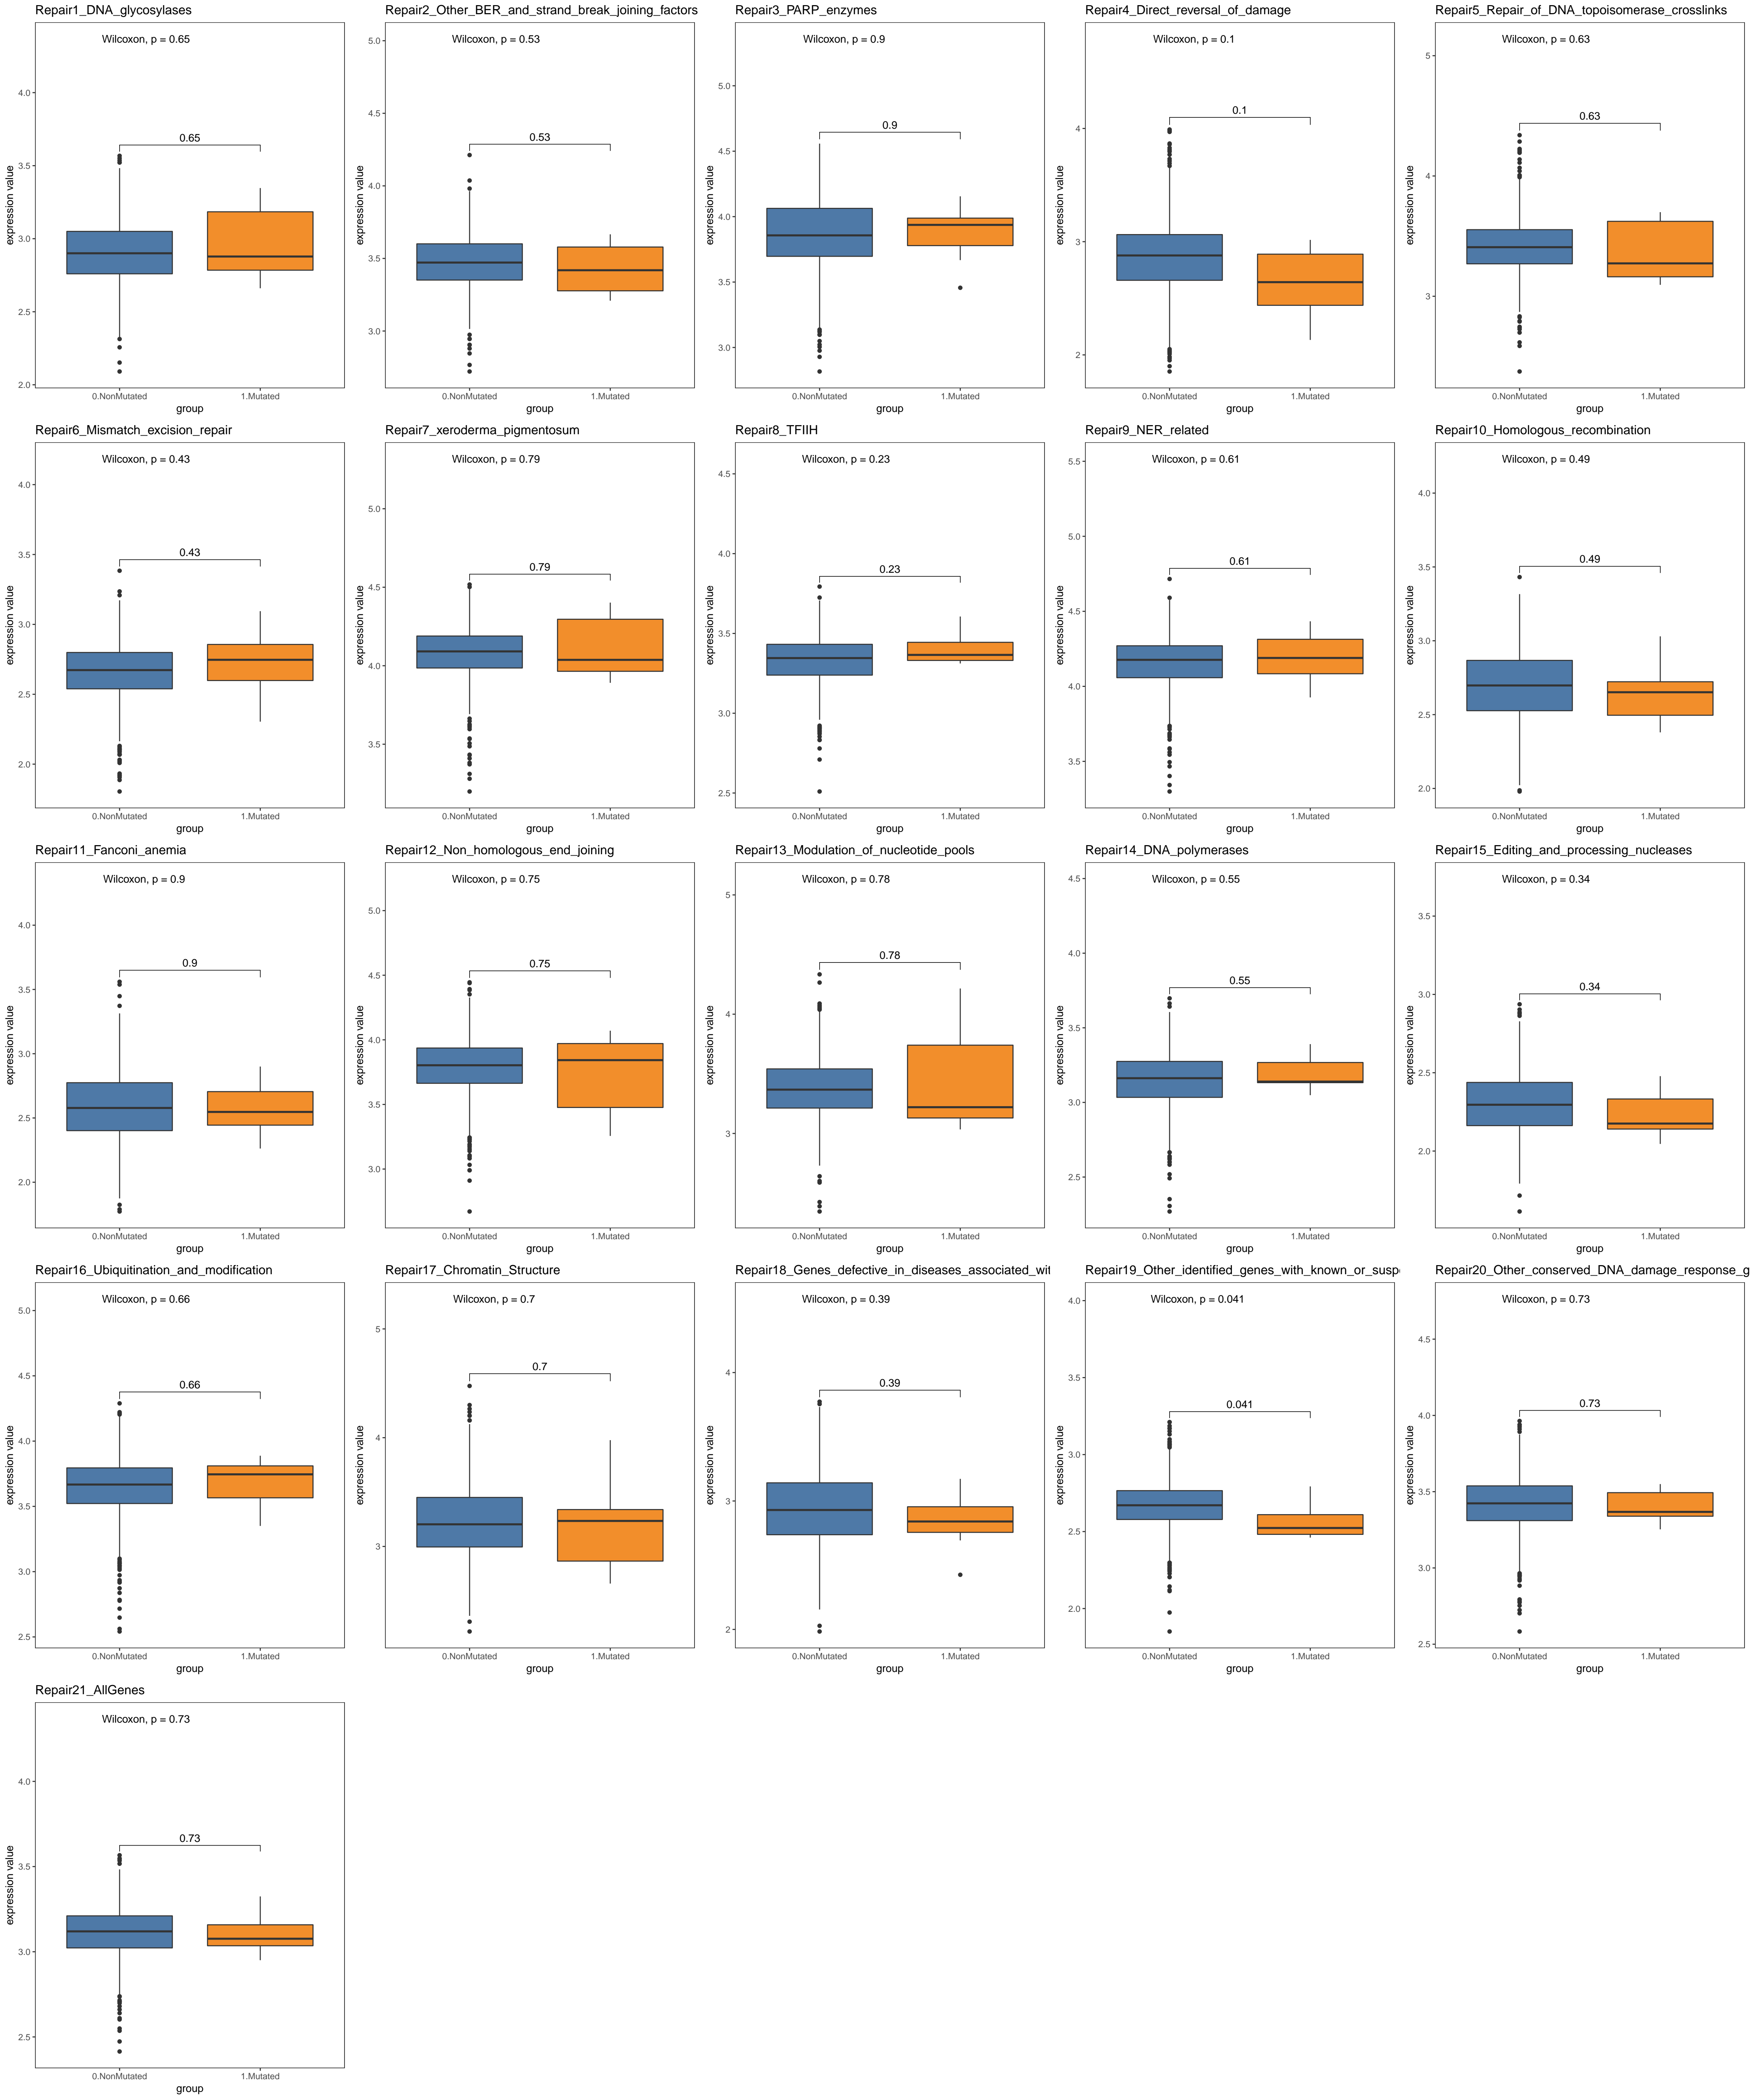 Repair1_DNA_glycosylases
Wilcoxon, p = 0.65
0.65
4.0
3.5
3.0
2.5
2.0
expression value
0.NonMutated
1.Mutated
group
Repair2_Other_BER_and_strand_break_joining_factors
Wilcoxon, p = 0.53
0.53
5.0
4.5
4.0
3.5
3.0
expression value
0.NonMutated
1.Mutated
group
Repair3_PARP_enzymes
Wilcoxon, p = 0.9
0.9
5.0
4.5
4.0
3.5
3.0
expression value
0.NonMutated
1.Mutated
group
Repair4_Direct_reversal_of_damage
Wilcoxon, p = 0.1
0.1
4
3
2
expression value
0.NonMutated
1.Mutated
group
Repair5_Repair_of_DNA_topoisomerase_crosslinks
Wilcoxon, p = 0.63
0.63
5
4
3
expression value
0.NonMutated
1.Mutated
group
Repair6_Mismatch_excision_repair
Wilcoxon, p = 0.43
0.43
4.0
3.5
3.0
2.5
2.0
expression value
0.NonMutated
1.Mutated
group
Repair7_xeroderma_pigmentosum
Wilcoxon, p = 0.79
0.79
5.0
4.5
4.0
3.5
expression value
0.NonMutated
1.Mutated
group
Repair8_TFIIH
Wilcoxon, p = 0.23
0.23
4.5
4.0
3.5
3.0
2.5
expression value
0.NonMutated
1.Mutated
group
Repair9_NER_related
Wilcoxon, p = 0.61
0.61
5.5
5.0
4.5
4.0
3.5
expression value
0.NonMutated
1.Mutated
group
Repair10_Homologous_recombination
Wilcoxon, p = 0.49
0.49
4.0
3.5
3.0
2.5
2.0
expression value
0.NonMutated
1.Mutated
group
Repair11_Fanconi_anemia
Wilcoxon, p = 0.9
0.9
4.0
3.5
3.0
2.5
2.0
expression value
0.NonMutated
1.Mutated
group
Repair12_Non_homologous_end_joining
Wilcoxon, p = 0.75
0.75
5.0
4.5
4.0
3.5
3.0
expression value
0.NonMutated
1.Mutated
group
Repair13_Modulation_of_nucleotide_pools
Wilcoxon, p = 0.78
0.78
5
4
3
expression value
0.NonMutated
1.Mutated
group
Repair14_DNA_polymerases
Wilcoxon, p = 0.55
0.55
4.5
4.0
3.5
3.0
2.5
expression value
0.NonMutated
1.Mutated
group
Repair15_Editing_and_processing_nucleases
Wilcoxon, p = 0.34
0.34
3.5
3.0
2.5
2.0
expression value
0.NonMutated
1.Mutated
group
Repair16_Ubiquitination_and_modification
Wilcoxon, p = 0.66
0.66
5.0
4.5
4.0
3.5
3.0
2.5
expression value
0.NonMutated
1.Mutated
group
Repair17_Chromatin_Structure
Wilcoxon, p = 0.7
0.7
5
4
3
expression value
0.NonMutated
1.Mutated
group
Repair18_Genes_defective_in_diseases_associated_wit
Wilcoxon, p = 0.39
0.39
4
3
2
expression value
0.NonMutated
1.Mutated
group
Repair19_Other_identified_genes_with_known_or_susp
Wilcoxon, p = 0.041
0.041
4.0
3.5
3.0
2.5
2.0
expression value
0.NonMutated
1.Mutated
group
Repair20_Other_conserved_DNA_damage_response_g
Wilcoxon, p = 0.73
0.73
4.5
4.0
3.5
3.0
2.5
expression value
0.NonMutated
1.Mutated
group
Repair21_AllGenes
Wilcoxon, p = 0.73
0.73
4.0
3.5
3.0
2.5
expression value
0.NonMutated
1.Mutated
group